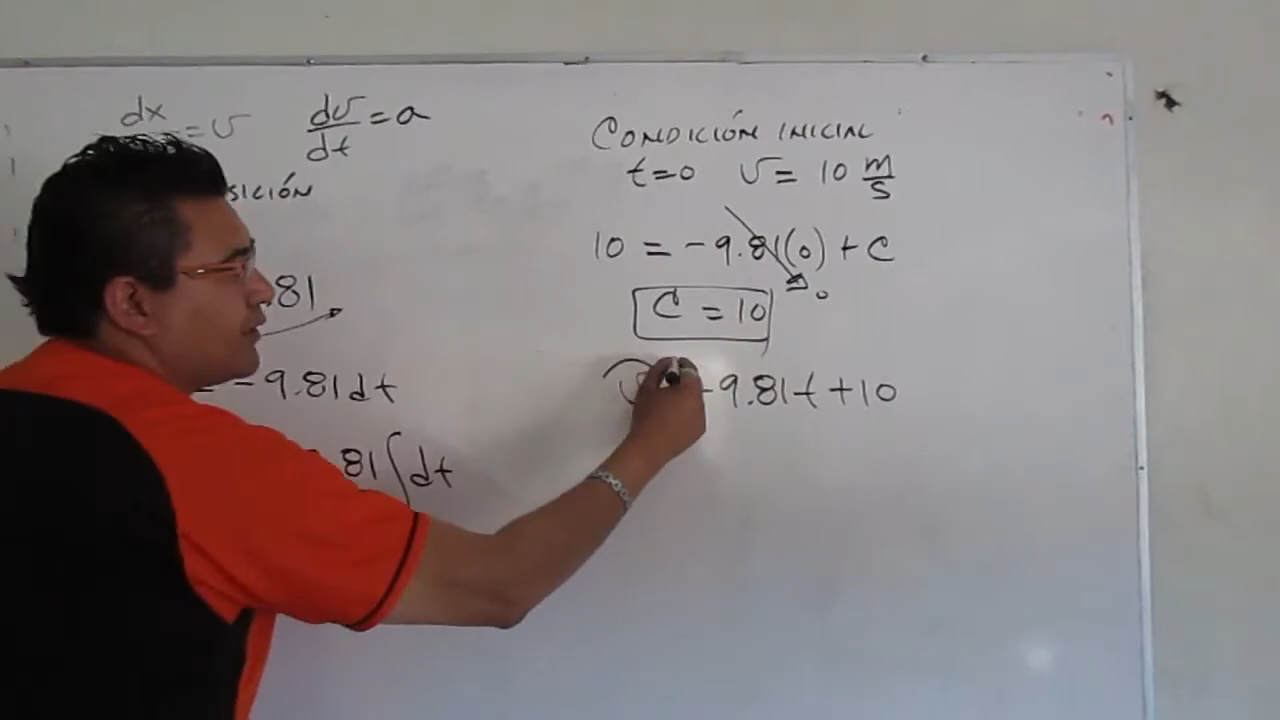 dx = v   dv/dt = a
SICIÓN
81
= -9.81dt
.81∫dt
CONDICIÓN INICIAL
t=0 v= 10 m/s
10 = -9.81(0) + C
0
C = 10
v -9.81t+10